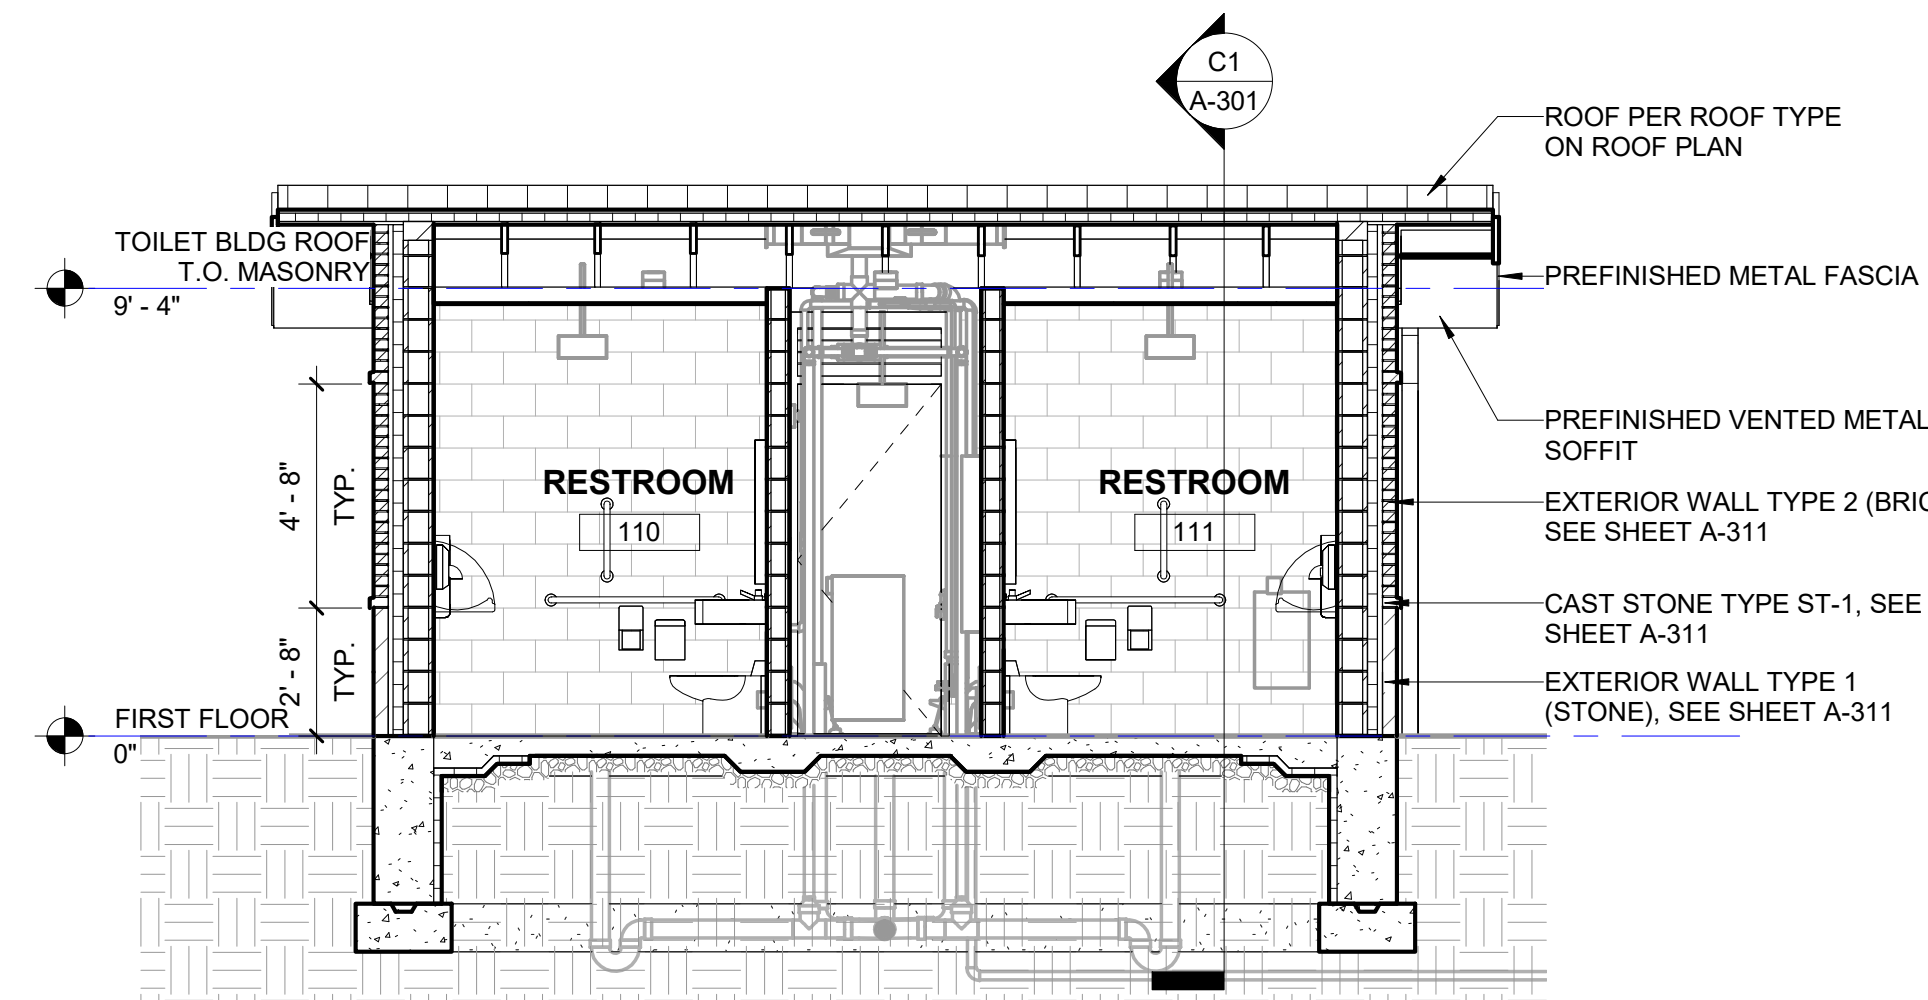 C1
A-301
ROOF PER ROOF TYPE
ON ROOF PLAN
TOILET BLDG ROOF
T.O. MASONRY
9' - 4"
PREFINISHED METAL FASCIA
PREFINISHED VENTED METAL
SOFFIT
4' - 8"
TYP.
RESTROOM
110
RESTROOM
111
EXTERIOR WALL TYPE 2 (BRIC
SEE SHEET A-311
CAST STONE TYPE ST-1, SEE
SHEET A-311
2' - 8"
TYP.
EXTERIOR WALL TYPE 1
(STONE), SEE SHEET A-311
FIRST FLOOR
0"